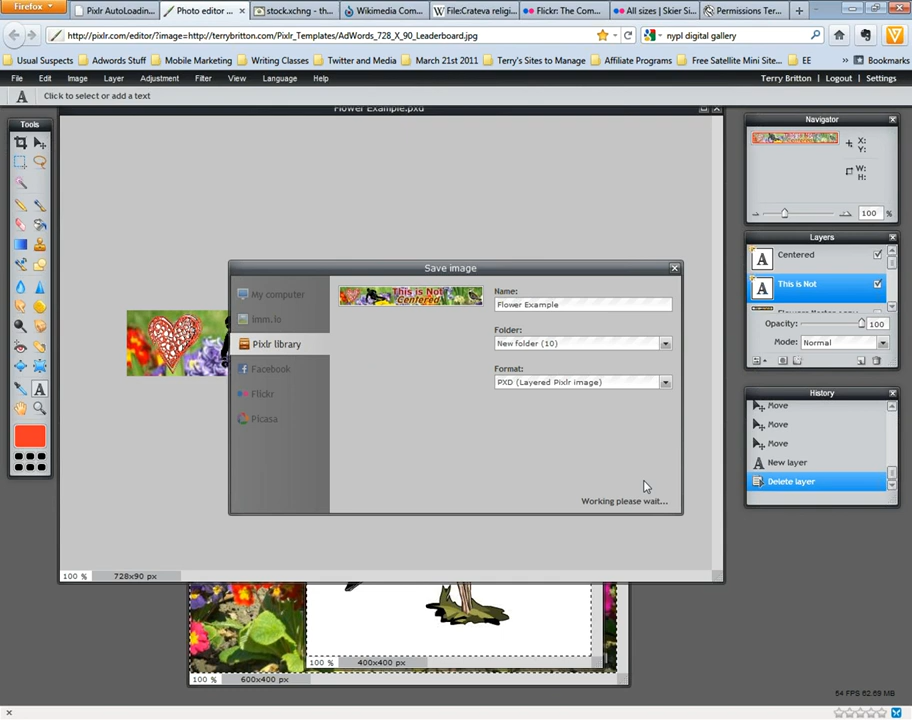 Firefox
Pixlr AutoLoadin...
Photo editor ...
stock.xchng - th...
Wikimedia Com...
File:Crateva religi...
Flickr: The Com...
All sizes | Skier Si...
Permissions Ter...
http://pixlr.com/editor/?image=http://terrybritton.com/Pixlr_Templates/AdWords_728_X_90_Leaderboard.jpg
nypl digital gallery
Usual Suspects
Adwords Stuff
Mobile Marketing
Writing Classes
Twitter and Media
March 21st 2011
Terry's Sites to Manage
Affiliate Programs
Free Satellite Mini Site...
EE
Bookmarks
File Edit Image Layer Adjustment Filter View Language Help
Terry Britton Logout Settings
A Click to select or add a text
Flower Example.pxd
Tools
Navigator
X:
Y:
W:
H:
100 %
Layers
A Centered
A This is Not
Opacity: 100
Mode: Normal
History
Move
Move
Move
New layer
Delete layer
Save image
My computer
Imm.io
Pixlr library
Facebook
Flickr
Picasa
This is Not
Centered
Name:
Flower Example
Folder:
New folder (10)
Format:
PXD (Layered Pixlr image)
Working please wait...
100 % 728x90 px
100 % 400x400 px
100 % 600x400 px
54 FPS 62.69 MB